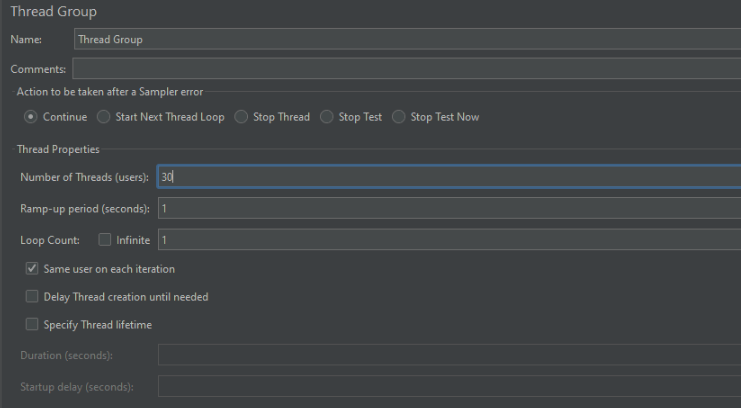 Thread Group
Name: Thread Group
Comments:
Action to be taken after a Sampler error
Continue Start Next Thread Loop Stop Thread Stop Test Stop Test Now
Thread Properties
Number of Threads (users): 30
Ramp-up period (seconds): 1
Loop Count: Infinite 1
Same user on each iteration
Delay Thread creation until needed
Specify Thread lifetime
Duration (seconds):
Startup delay (seconds):